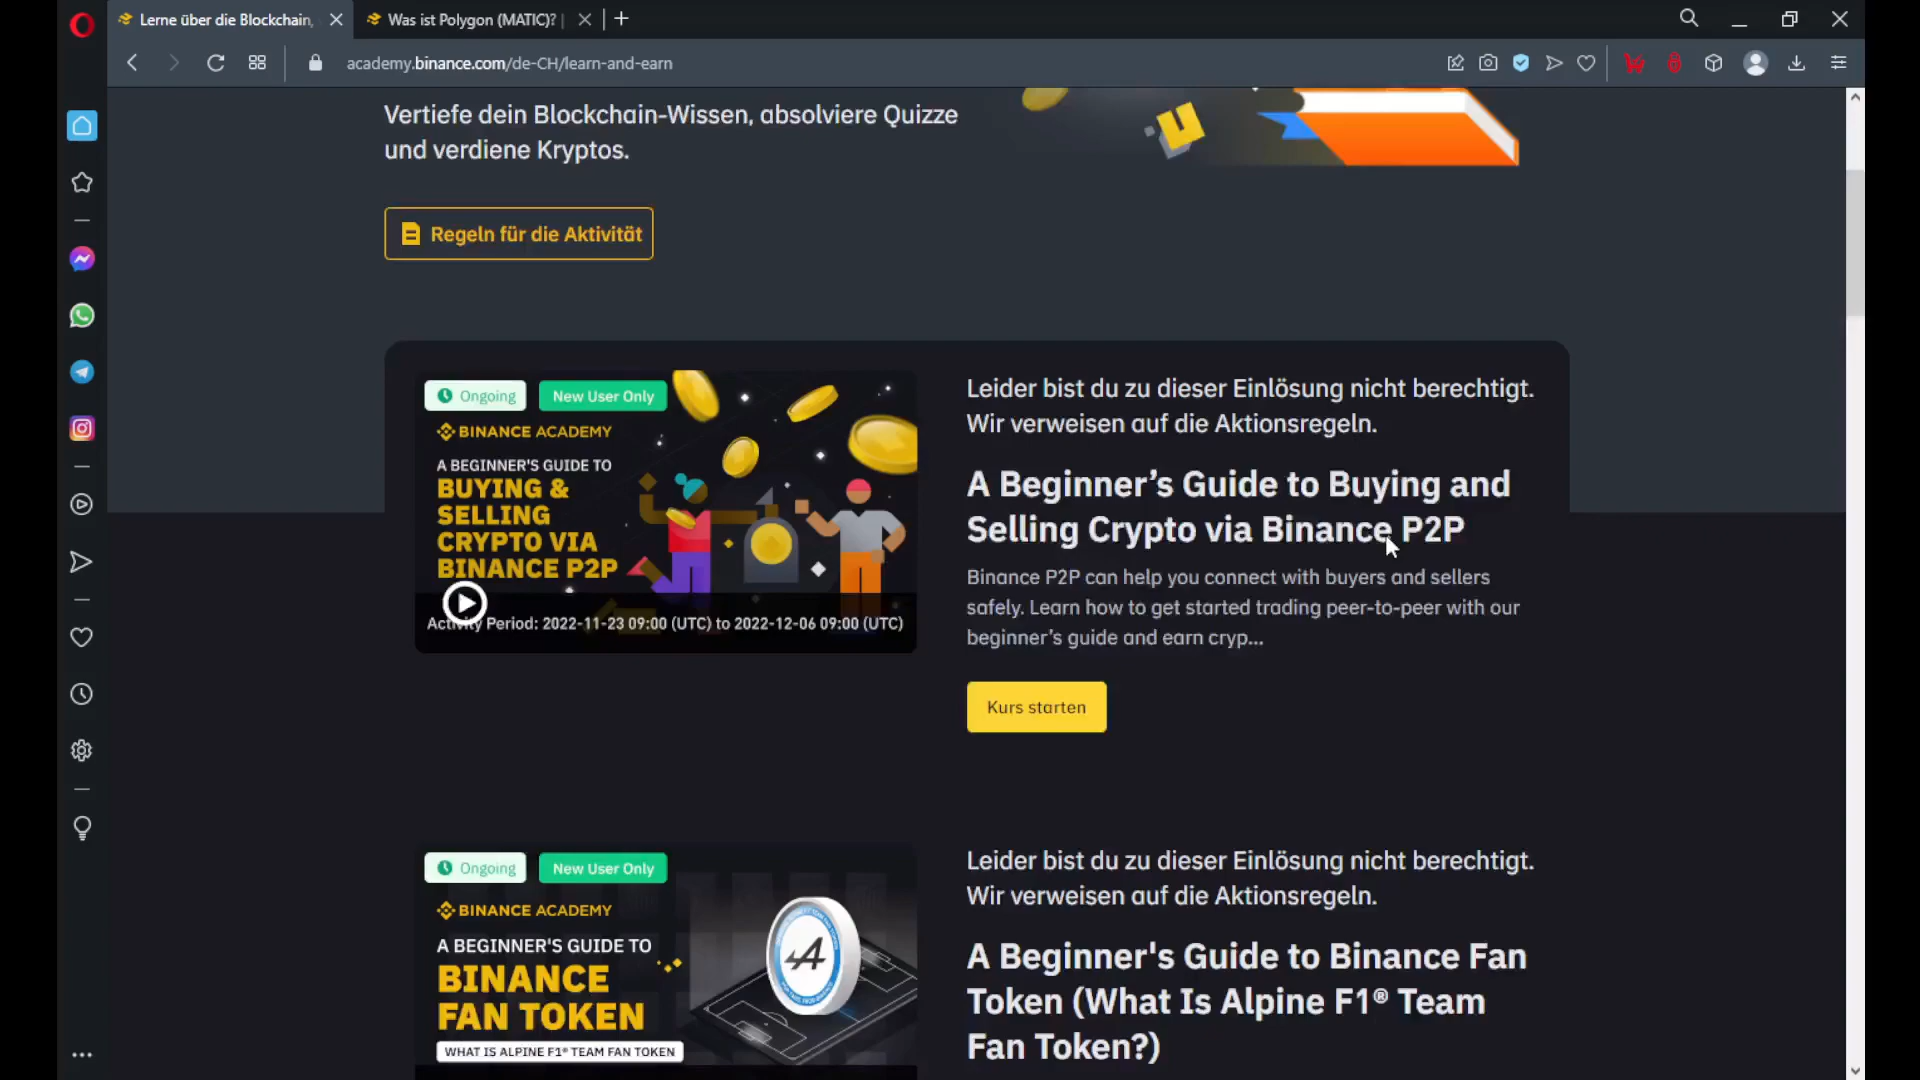 Lerne über die Blockchain,
Was ist Polygon (MATIC)? |
academy.binance.com/de-CH/learn-and-earn
Vertiefe dein Blockchain-Wissen, absolviere Quizze
und verdiene Kryptos.
Regeln für die Aktivität
Ongoing
New User Only
BINANCE ACADEMY
A BEGINNER'S GUIDE TO
BUYING &
SELLING
CRYPTO VIA
BINANCE P2P
Activity Period: 2022-11-23 09:00 (UTC) to 2022-12-06 09:00 (UTC)
Leider bist du zu dieser Einlösung nicht berechtigt.
Wir verweisen auf die Aktionsregeln.
A Beginner’s Guide to Buying and
Selling Crypto via Binance P2P
Binance P2P can help you connect with buyers and sellers
safely. Learn how to get started trading peer-to-peer with our
beginner’s guide and earn cryp...
Kurs starten
Ongoing
New User Only
BINANCE ACADEMY
A BEGINNER'S GUIDE TO
BINANCE
FAN TOKEN
WHAT IS ALPINE F1® TEAM FAN TOKEN
Leider bist du zu dieser Einlösung nicht berechtigt.
Wir verweisen auf die Aktionsregeln.
A Beginner's Guide to Binance Fan
Token (What Is Alpine F1® Team
Fan Token?)